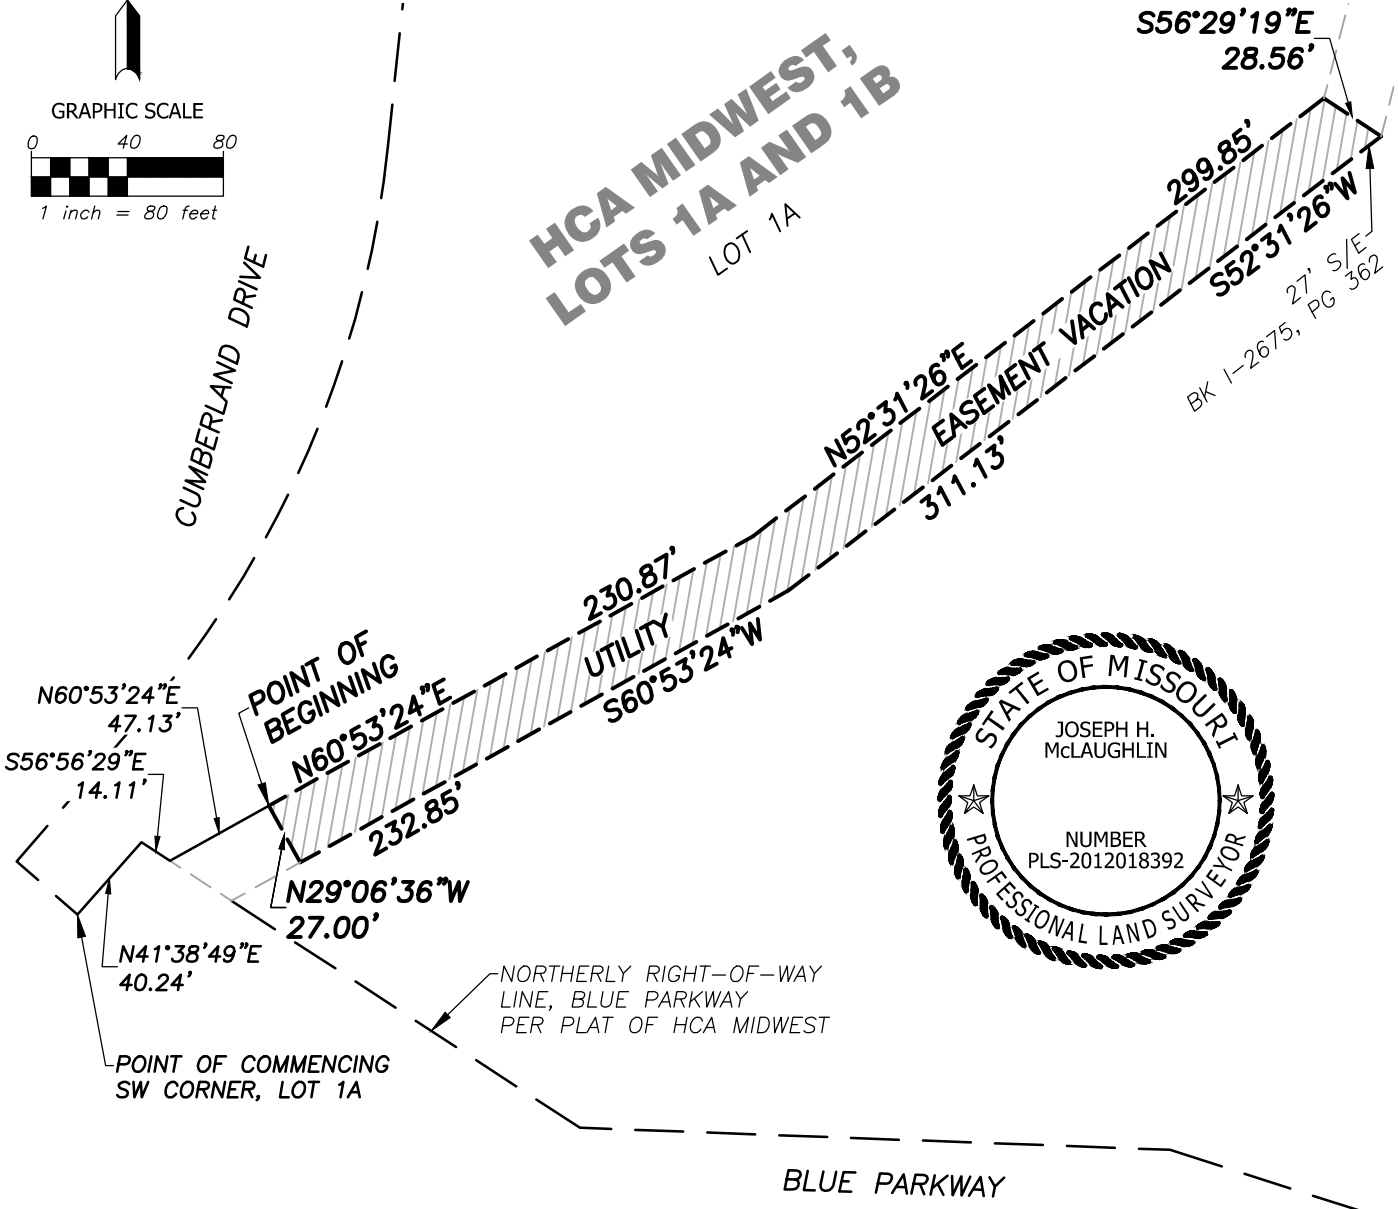 GRAPHIC SCALE
0 40 80
1 inch = 80 feet
HCA MIDWEST,
LOTS 1A AND 1B
LOT 1A
S56°29'19"E
28.56'
299.85'
S52°31'26"W
27' S/E
BK I-2675, PG 362
CUMBERLAND DRIVE
N52°31'26"E
EASEMENT VACATION
311.13'
230.87'
UTILITY
S60°53'24"W
POINT OF
BEGINNING
N60°53'24"E
47.13'
S56°56'29"E
14.11'
N60°53'24"E
232.85'
N29°06'36"W
27.00'
N41°38'49"E
40.24'
POINT OF COMMENCING
SW CORNER, LOT 1A
NORTHERLY RIGHT-OF-WAY
LINE, BLUE PARKWAY
PER PLAT OF HCA MIDWEST
BLUE PARKWAY
STATE OF MISSOURI
JOSEPH H.
McLAUGHLIN
NUMBER
PLS-2012018392
PROFESSIONAL LAND SURVEYOR